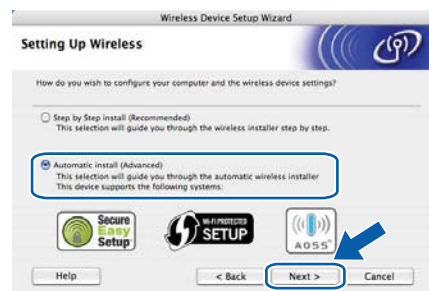 Wireless Device Setup Wizard
Setting Up Wireless
How do you wish to configure your computer and the wireless device settings?
Step by Step install (Recommended)
This selection will guide you through the wireless installer step by step.
Automatic install (Advanced)
This selection will guide you through the automatic wireless installer
This device supports the following systems:
Secure
Easy
Setup
WI-FI PROTECTED
SETUP
AOSS
Help
< Back
Next >
Cancel